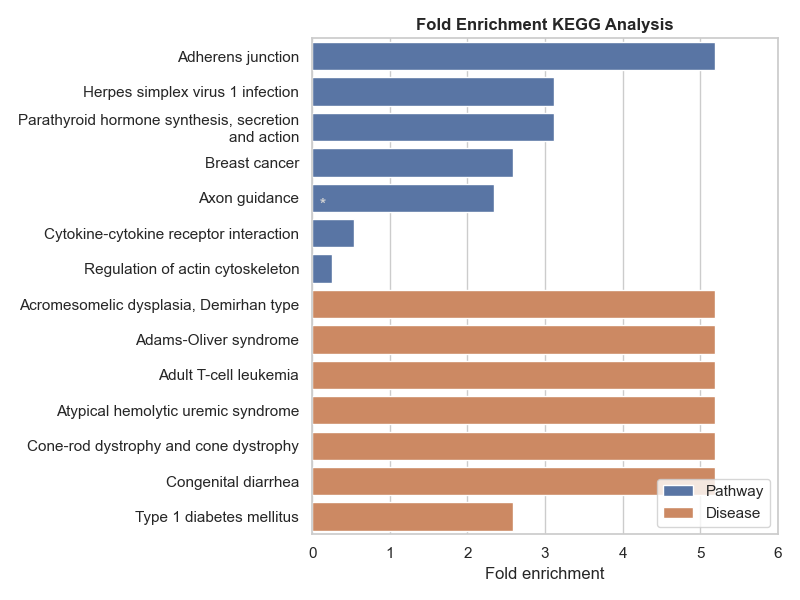 Fold Enrichment KEGG Analysis
Adherens junction
Herpes simplex virus 1 infection
Parathyroid hormone synthesis, secretion
and action
Breast cancer
Axon guidance
*
Cytokine-cytokine receptor interaction
Regulation of actin cytoskeleton
Acromesomelic dysplasia, Demirhan type
Adams-Oliver syndrome
Adult T-cell leukemia
Atypical hemolytic uremic syndrome
Cone-rod dystrophy and cone dystrophy
Congenital diarrhea
Type 1 diabetes mellitus
Pathway
Disease
0 1 2 3 4 5 6
Fold enrichment